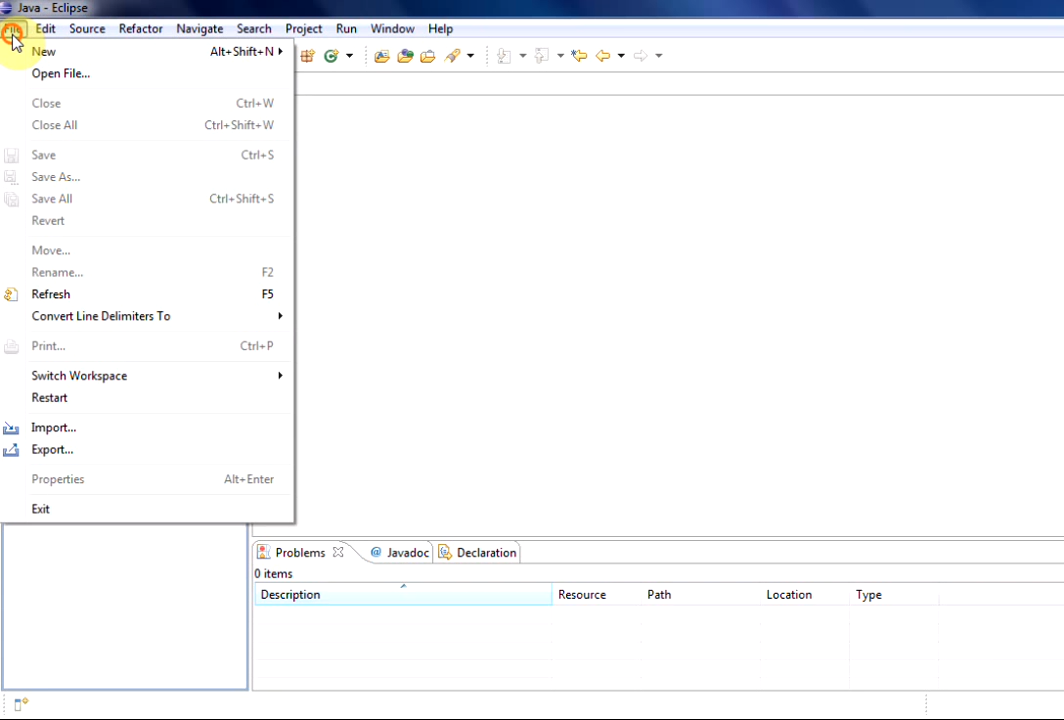 Java - Eclipse
File Edit Source Refactor Navigate Search Project Run Window Help
New Alt+Shift+N
Open File...
Close Ctrl+W
Close All Ctrl+Shift+W
Save Ctrl+S
Save As...
Save All Ctrl+Shift+S
Revert
Move...
Rename... F2
Refresh F5
Convert Line Delimiters To
Print... Ctrl+P
Switch Workspace
Restart
Import...
Export...
Properties Alt+Enter
Exit
Problems @ Javadoc Declaration
0 items
Description Resource Path Location Type